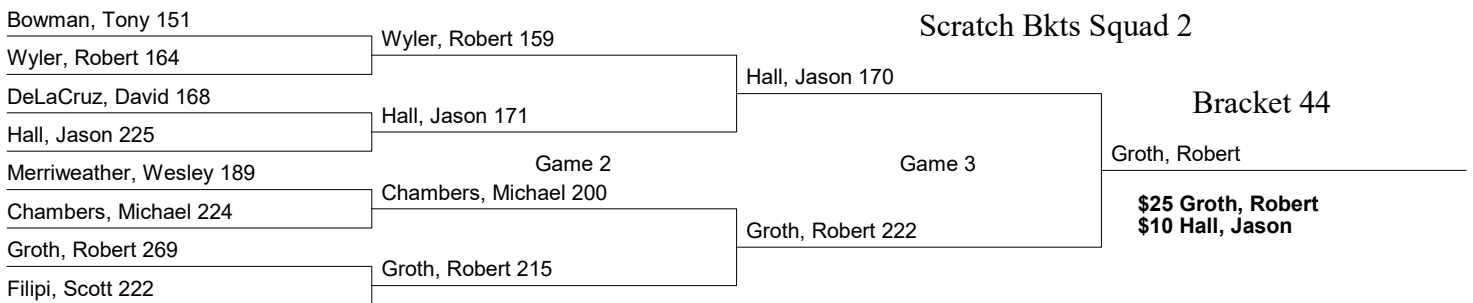 Scratch Bkts Squad 2
Bracket 44
Bowman, Tony 151
Wyler, Robert 164
DeLaCruz, David 168
Hall, Jason 225
Merriweather, Wesley 189
Chambers, Michael 224
Groth, Robert 269
Filipi, Scott 222
Wyler, Robert 159
Hall, Jason 171
Game 2
Chambers, Michael 200
Groth, Robert 215
Hall, Jason 170
Game 3
Groth, Robert 222
Groth, Robert
$25 Groth, Robert
$10 Hall, Jason